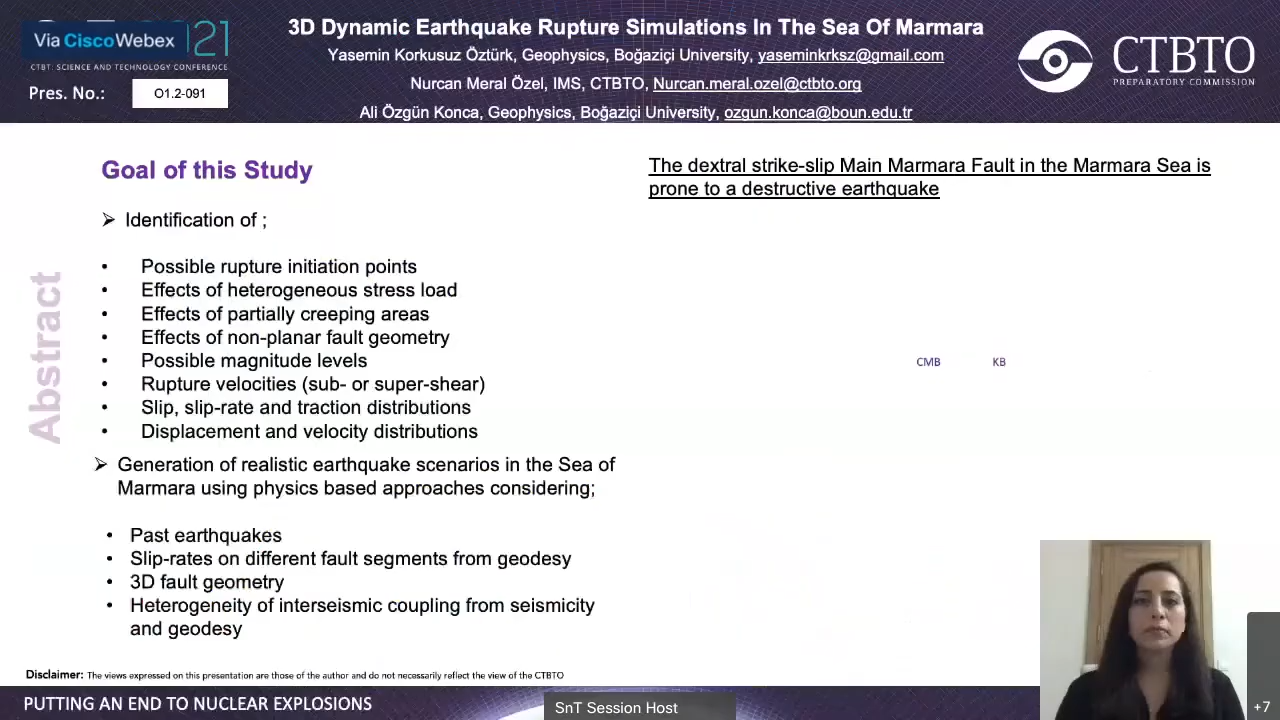 Via CiscoWebex
21
CTBT: SCIENCE AND TECHNOLOGY CONFERENCE
Pres. No.:
O1.2-091
3D Dynamic Earthquake Rupture Simulations In The Sea Of Marmara
Yasemin Korkusuz Öztürk, Geophysics, Boğaziçi University, yaseminkrksz@gmail.com
Nurcan Meral Özel, IMS, CTBTO, Nurcan.meral.ozel@ctbto.org
Ali Özgün Konca, Geophysics, Boğaziçi University, ozgun.konca@boun.edu.tr
CTBTO
PREPARATORY COMMISSION
Abstract
Goal of this Study
➢ Identification of ;
• Possible rupture initiation points
• Effects of heterogeneous stress load
• Effects of partially creeping areas
• Effects of non-planar fault geometry
• Possible magnitude levels
• Rupture velocities (sub- or super-shear)
• Slip, slip-rate and traction distributions
• Displacement and velocity distributions
➢ Generation of realistic earthquake scenarios in the Sea of
Marmara using physics based approaches considering;
• Past earthquakes
• Slip-rates on different fault segments from geodesy
• 3D fault geometry
• Heterogeneity of interseismic coupling from seismicity
and geodesy
The dextral strike-slip Main Marmara Fault in the Marmara Sea is
prone to a destructive earthquake
CMB
KB
Disclaimer: The views expressed on this presentation are those of the author and do not necessarily reflect the view of the CTBTO
PUTTING AN END TO NUCLEAR EXPLOSIONS
SnT Session Host
+7